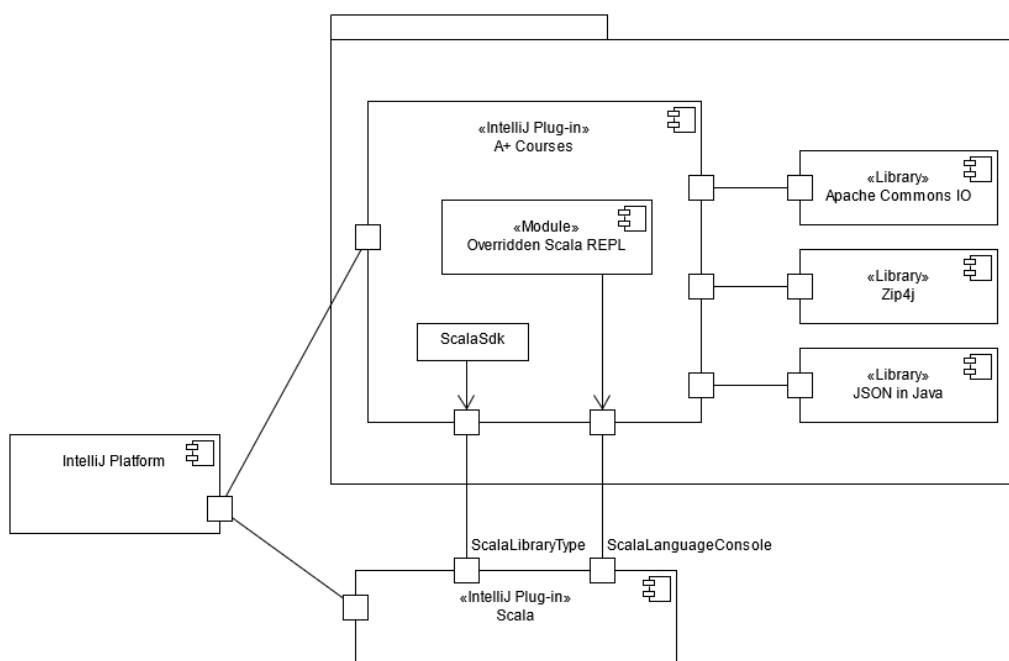 «IntelliJ Plug-in»
A+ Courses
«Library»
Apache Commons IO
«Module»
Overridden Scala REPL
«Library»
Zip4j
ScalaSdk
«Library»
JSON in Java
IntelliJ Platform
ScalaLibraryType
ScalaLanguageConsole
«IntelliJ Plug-in»
Scala